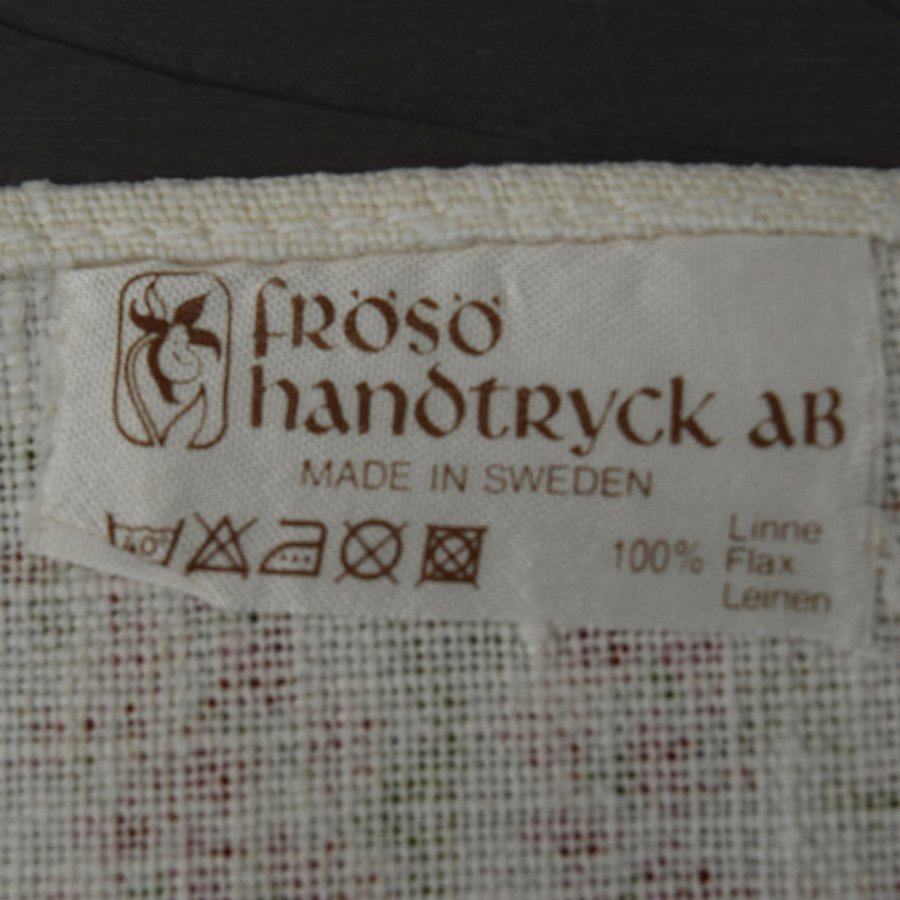 FRÖSÖ
handtryck AB
MADE IN SWEDEN
40°
100%
Linne
Flax
Leinen